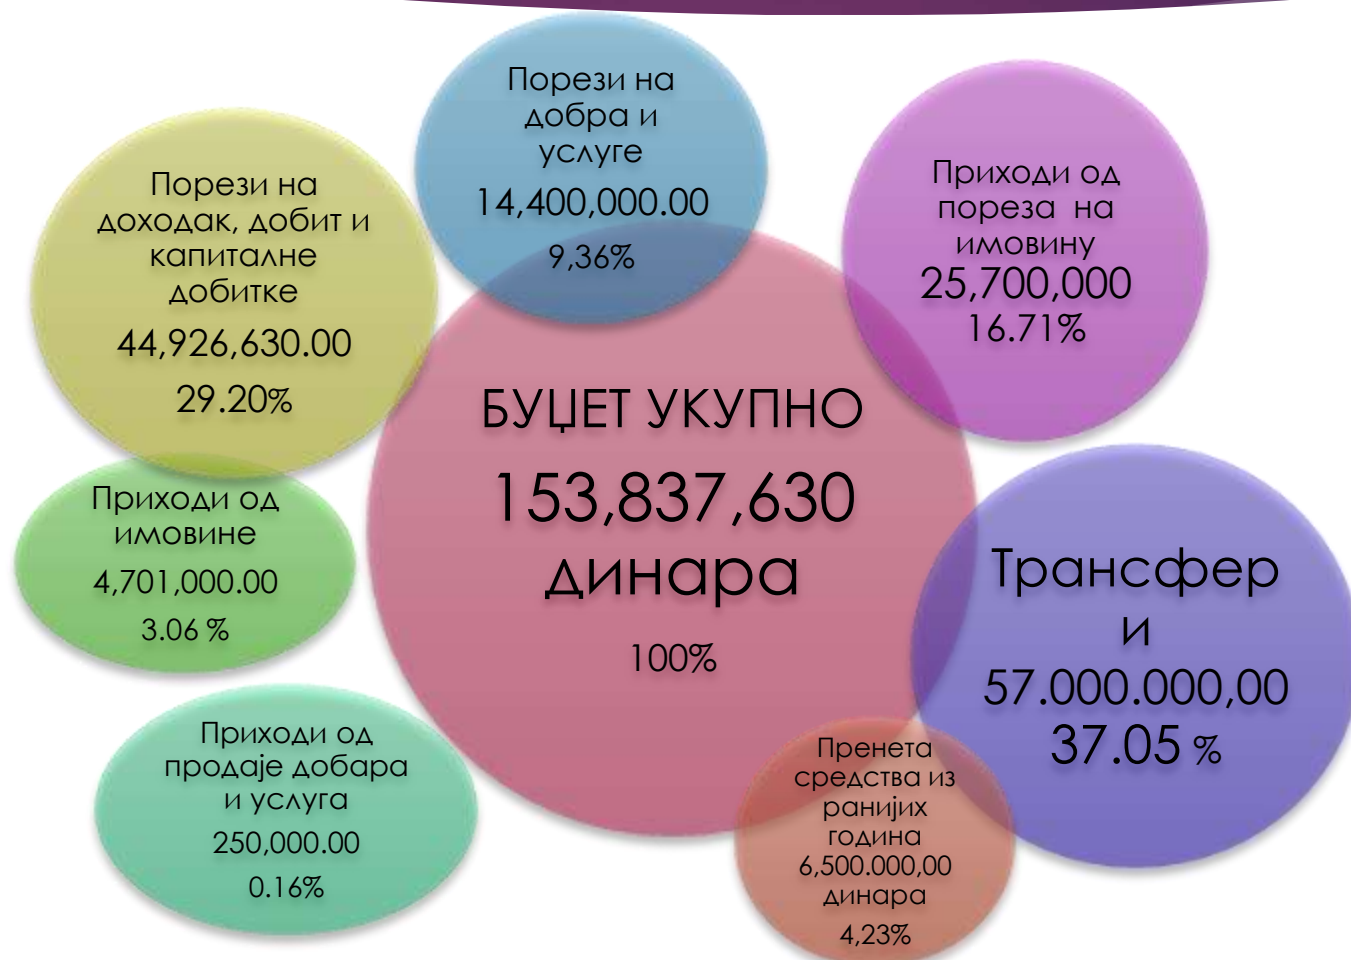 Порези на
добра и
услуге
14,400,000.00
9,36%
Приходи од
пореза на
имовину
25,700,000
16.71%
Порези на
доходак, добит и
капиталне
добитке
44,926,630.00
29.20%
БУЏЕТ УКУПНО
153,837,630
динара
100%
Приходи од
имовине
4,701,000.00
3.06 %
Трансфер
и
57.000.000,00
37.05 %
Приходи од
продаје добара
и услуга
250,000.00
0.16%
Пренета
средства из
ранијих
година
6,500.000,00
динара
4,23%